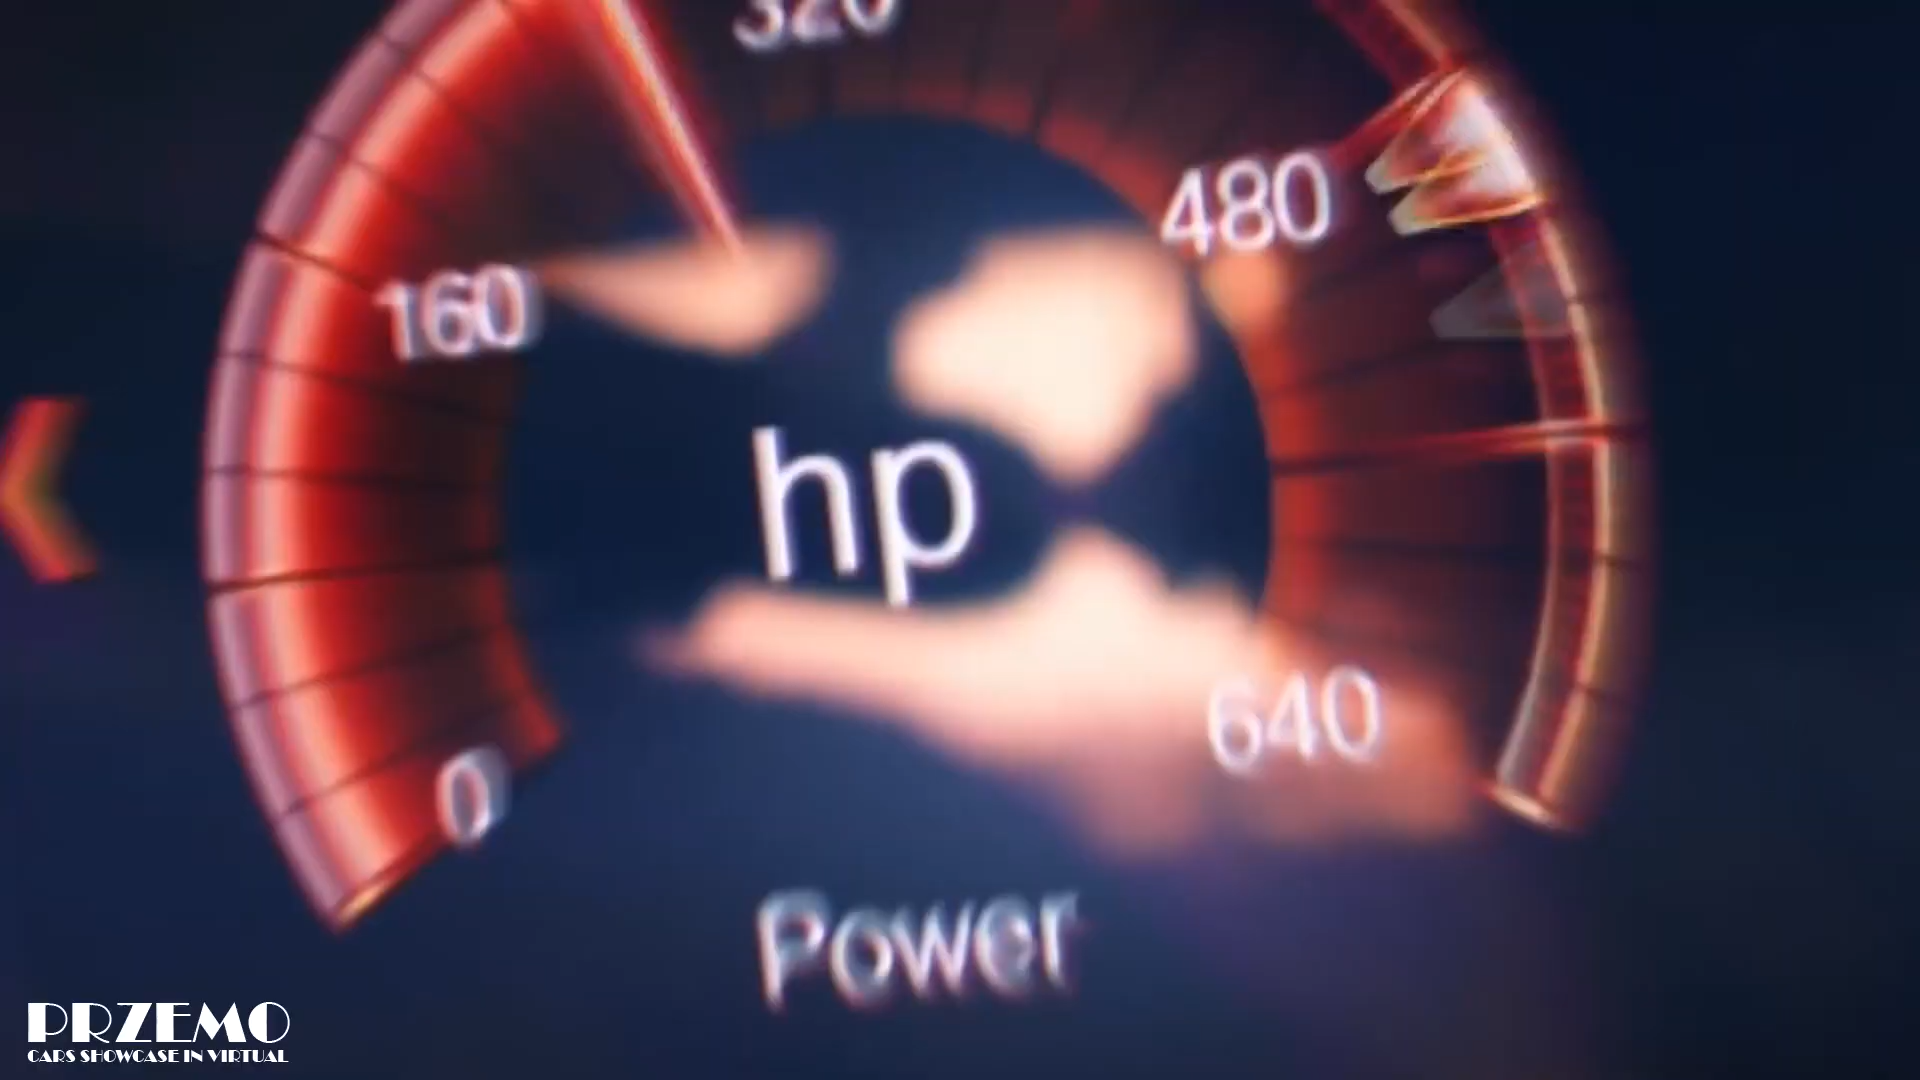 320
480
160
hp
640
0
Power
PRZEMO
CARS SHOWCASE IN VIRTUAL